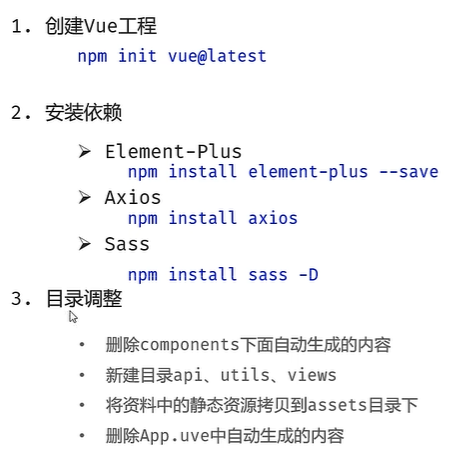 1. 创建Vue工程
npm init vue@latest
2. 安装依赖
➢ Element-Plus
npm install element-plus --save
➢ Axios
npm install axios
➢ Sass
npm install sass -D
3. 目录调整
• 删除components下面自动生成的内容
• 新建目录api、utils、views
• 将资料中的静态资源拷贝到assets目录下
• 删除App.uve中自动生成的内容